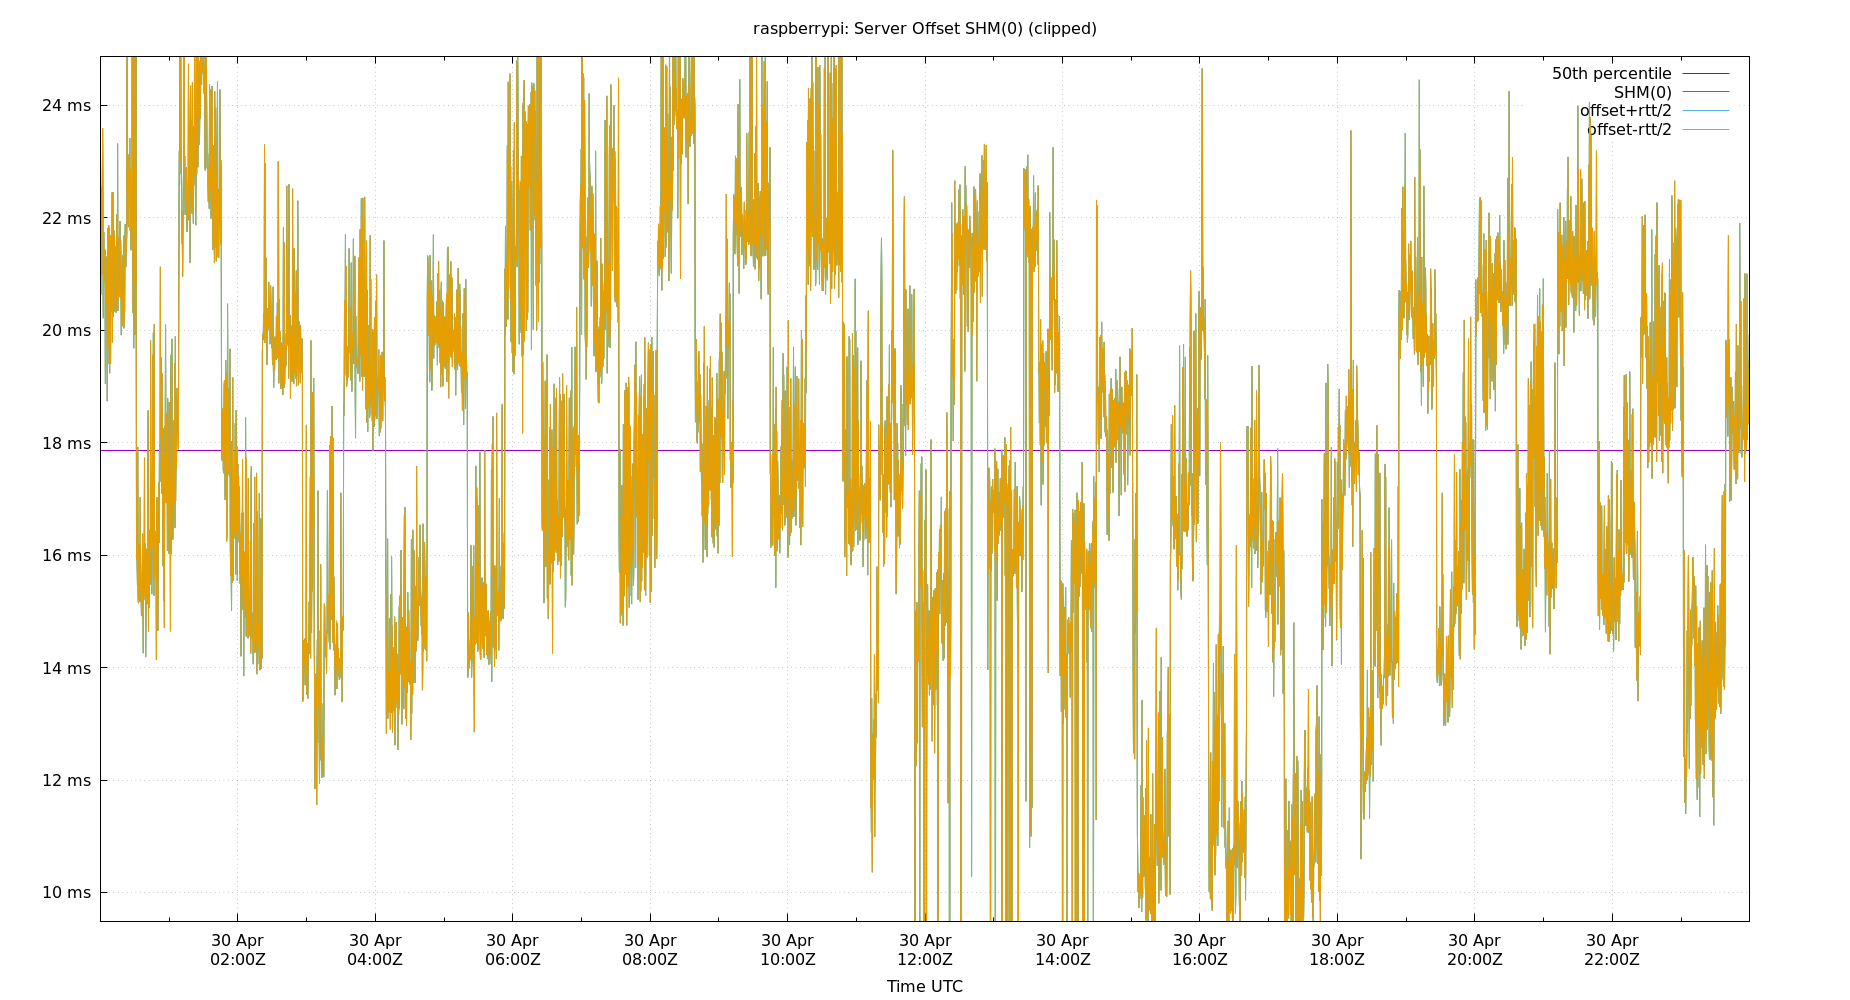 raspberrypi: Server Offset SHM(0) (clipped)
50th percentile
SHM(0)
offset+rtt/2
offset-rtt/2
24 ms
22 ms
20 ms
18 ms
16 ms
14 ms
12 ms
10 ms
30 Apr 30 Apr 30 Apr 30 Apr 30 Apr 30 Apr 30 Apr 30 Apr 30 Apr 30 Apr 30 Apr
02:00Z 04:00Z 06:00Z 08:00Z 10:00Z 12:00Z 14:00Z 16:00Z 18:00Z 20:00Z 22:00Z
Time UTC